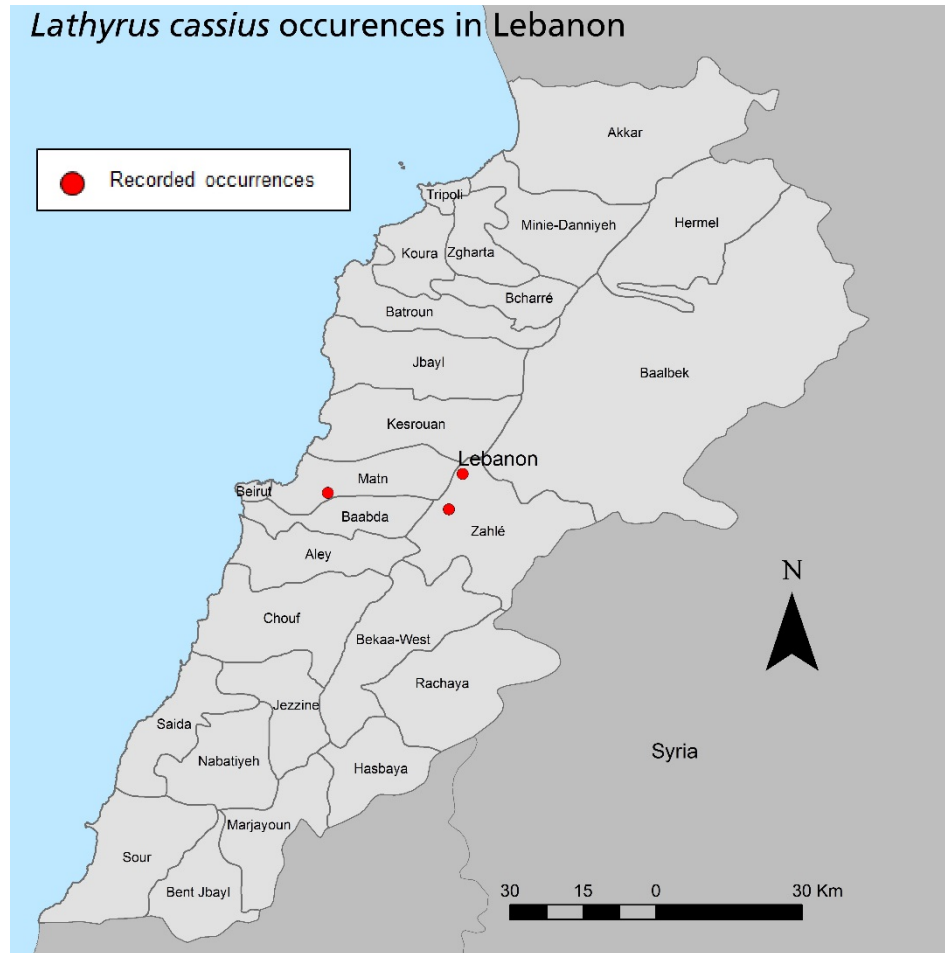 Lathyrus cassius occurences in Lebanon
Recorded occurrences
Akkar
Tripoli
Minie-Danniyeh
Hermel
Koura
Zgharta
Bcharré
Batroun
Jbayl
Baalbek
Kesrouan
Lebanon
Matn
Beirut
Baabda
Zahlé
Aley
N
Chouf
Bekaa-West
Rachaya
Jezzine
Saida
Syria
Nabatiyeh
Hasbaya
Marjayoun
Sour
Bent Jbayl
30 15 0 30 Km